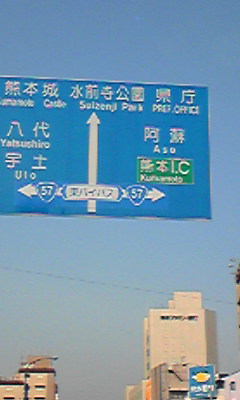 熊本城 水前寺公園 県庁
Kumamoto Castle Suizenji Park PREF.OFFICE
八代
Yatsushiro
宇土
Uto
阿蘇
Aso
熊本I.C
Kumamoto
57 東バイパス 57